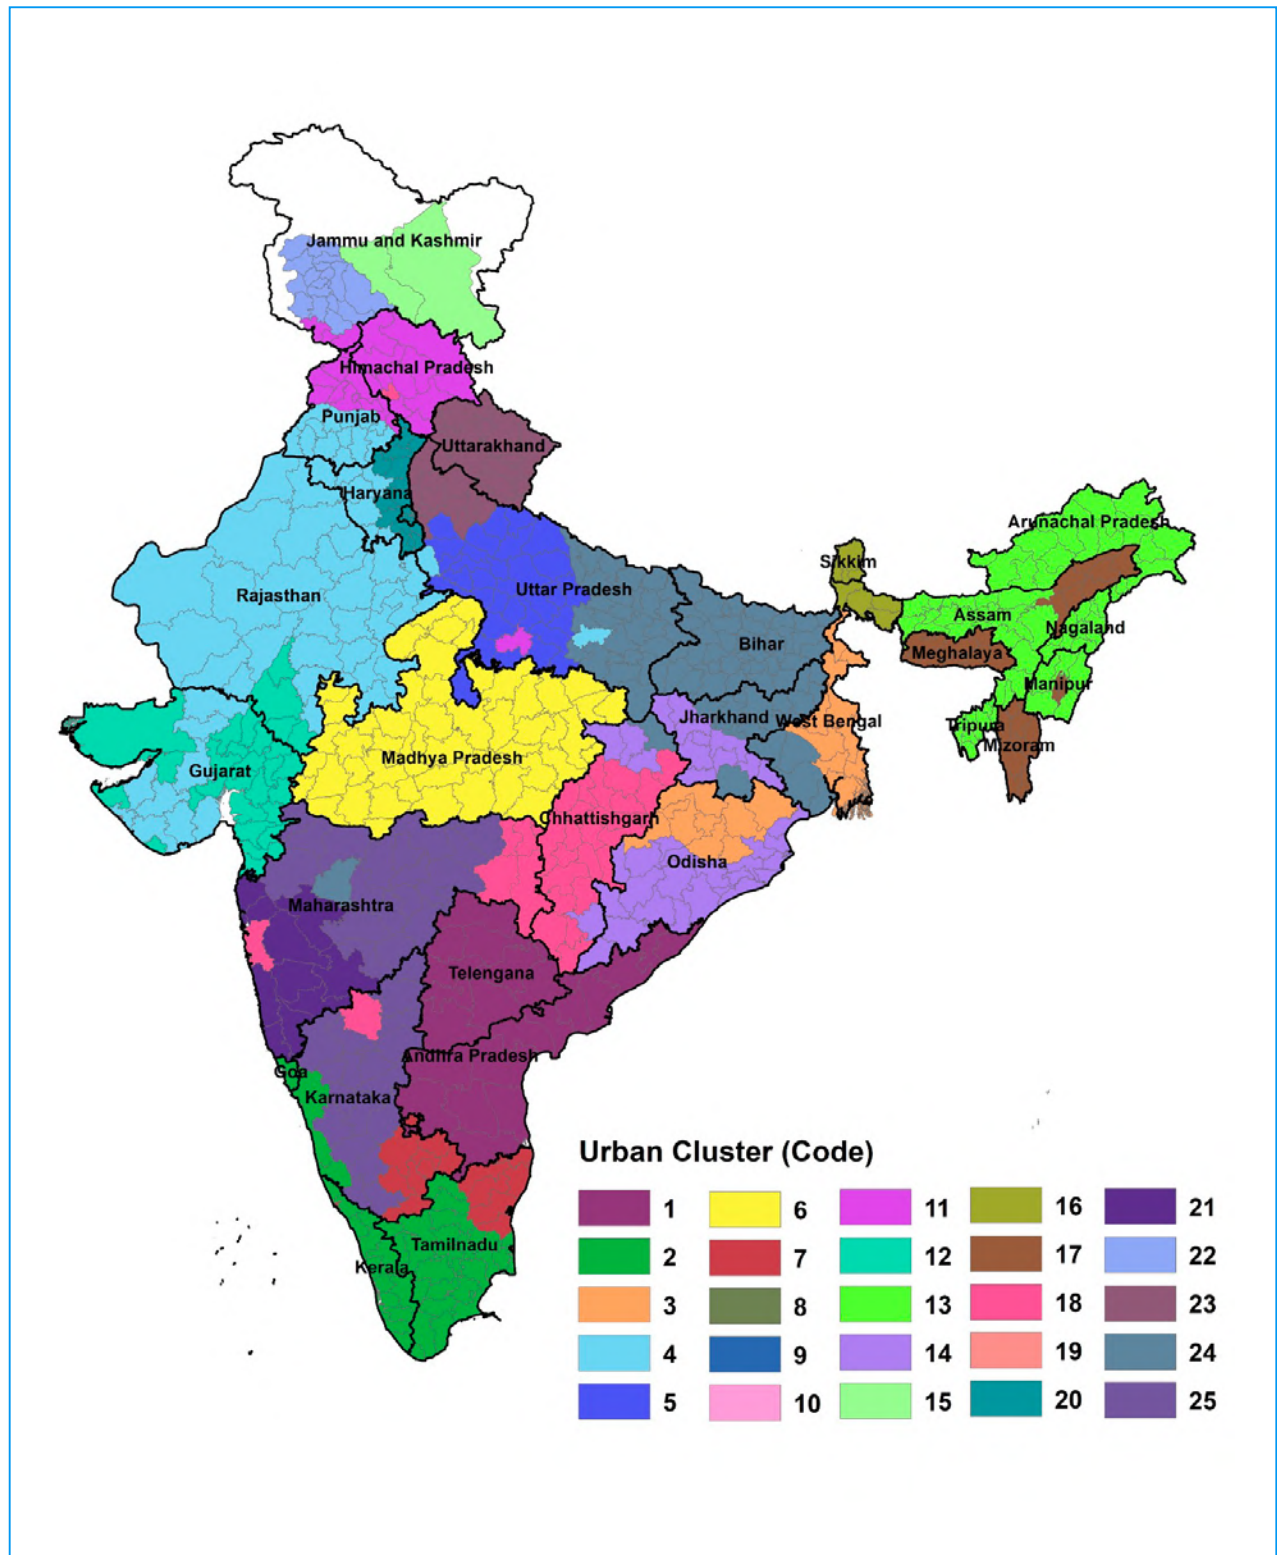 Jammu and Kashmir
Himachal Pradesh
Punjab
Uttarakhand
Haryana
Arunachal Pradesh
Sikkim
Uttar Pradesh
Rajasthan
Assam
Nagaland
Bihar
Meghalaya
Manipur
Jharkhand
West Bengal
Tripura
Mizoram
Madhya Pradesh
Gujarat
Chhattishgarh
Odisha
Maharashtra
Telengana
Andhra Pradesh
Goa
Karnataka
Tamilnadu
Kerala
Urban Cluster (Code)
1 6 11 16 21
2 7 12 17 22
3 8 13 18 23
4 9 14 19 24
5 10 15 20 25